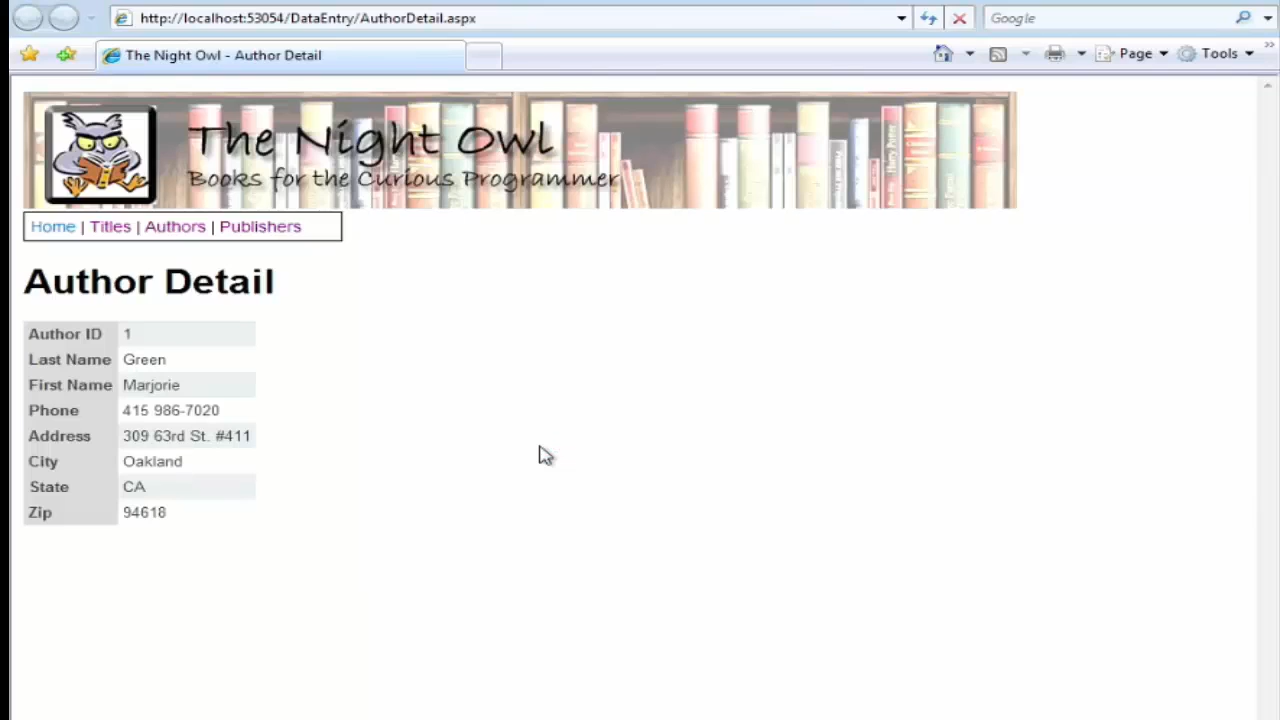 http://localhost:53054/DataEntry/AuthorDetail.aspx
Google
The Night Owl - Author Detail
Page
Tools
The Night Owl
Books for the Curious Programmer
Home | Titles | Authors | Publishers
Author Detail
Author ID 1
Last Name Green
First Name Marjorie
Phone 415 986-7020
Address 309 63rd St. #411
City Oakland
State CA
Zip 94618